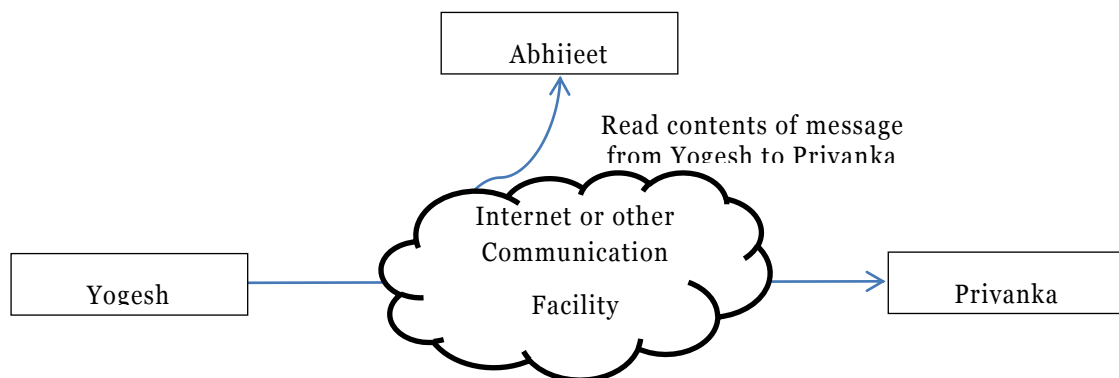 Abhijeet
Read contents of message
from Yogesh to Priyanka
Internet or other
Communication
Facility
Yogesh
Priyanka